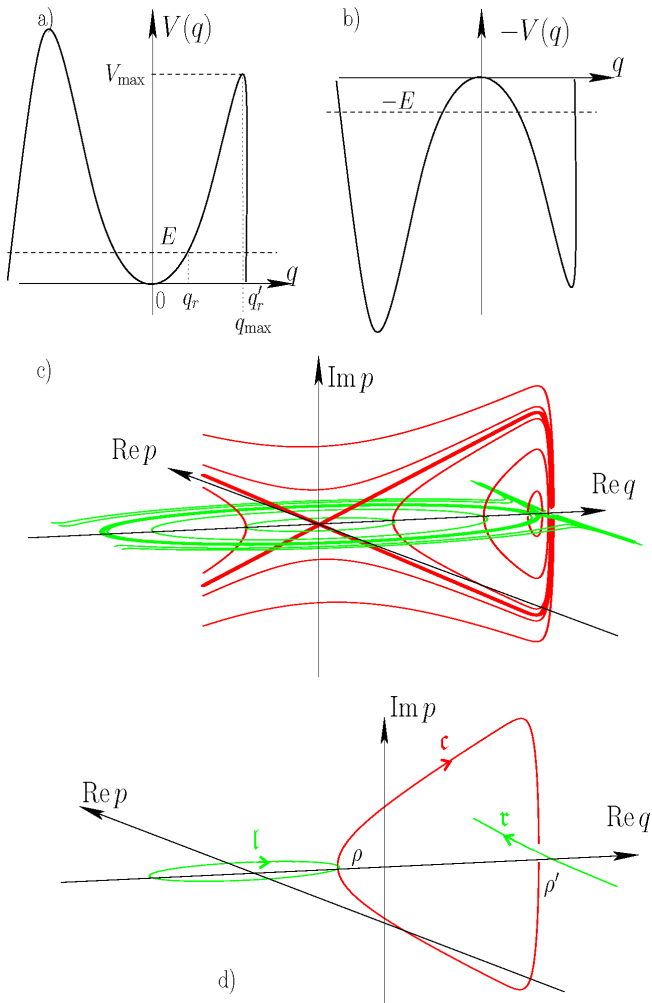 a)
V(q)
V_max
E
q
0
q_r
q'_r
q_max
b)
−V(q)
q
−E
c)
Im p
Re p
Re q
Im p
𝔠
Re p
Re q
𝔩
𝔯
ρ
ρ'
d)